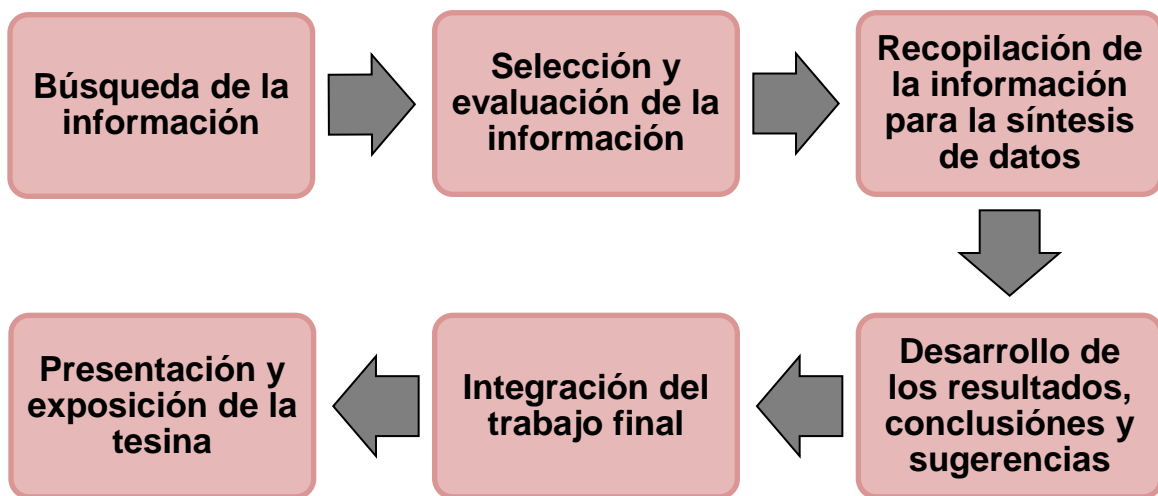 Búsqueda de la
información
Selección y
evaluación de la
información
Recopilación de
la información
para la síntesis
de datos
Desarrollo de
los resultados,
conclusiónes y
sugerencias
Integración del
trabajo final
Presentación y
exposición de la
tesina